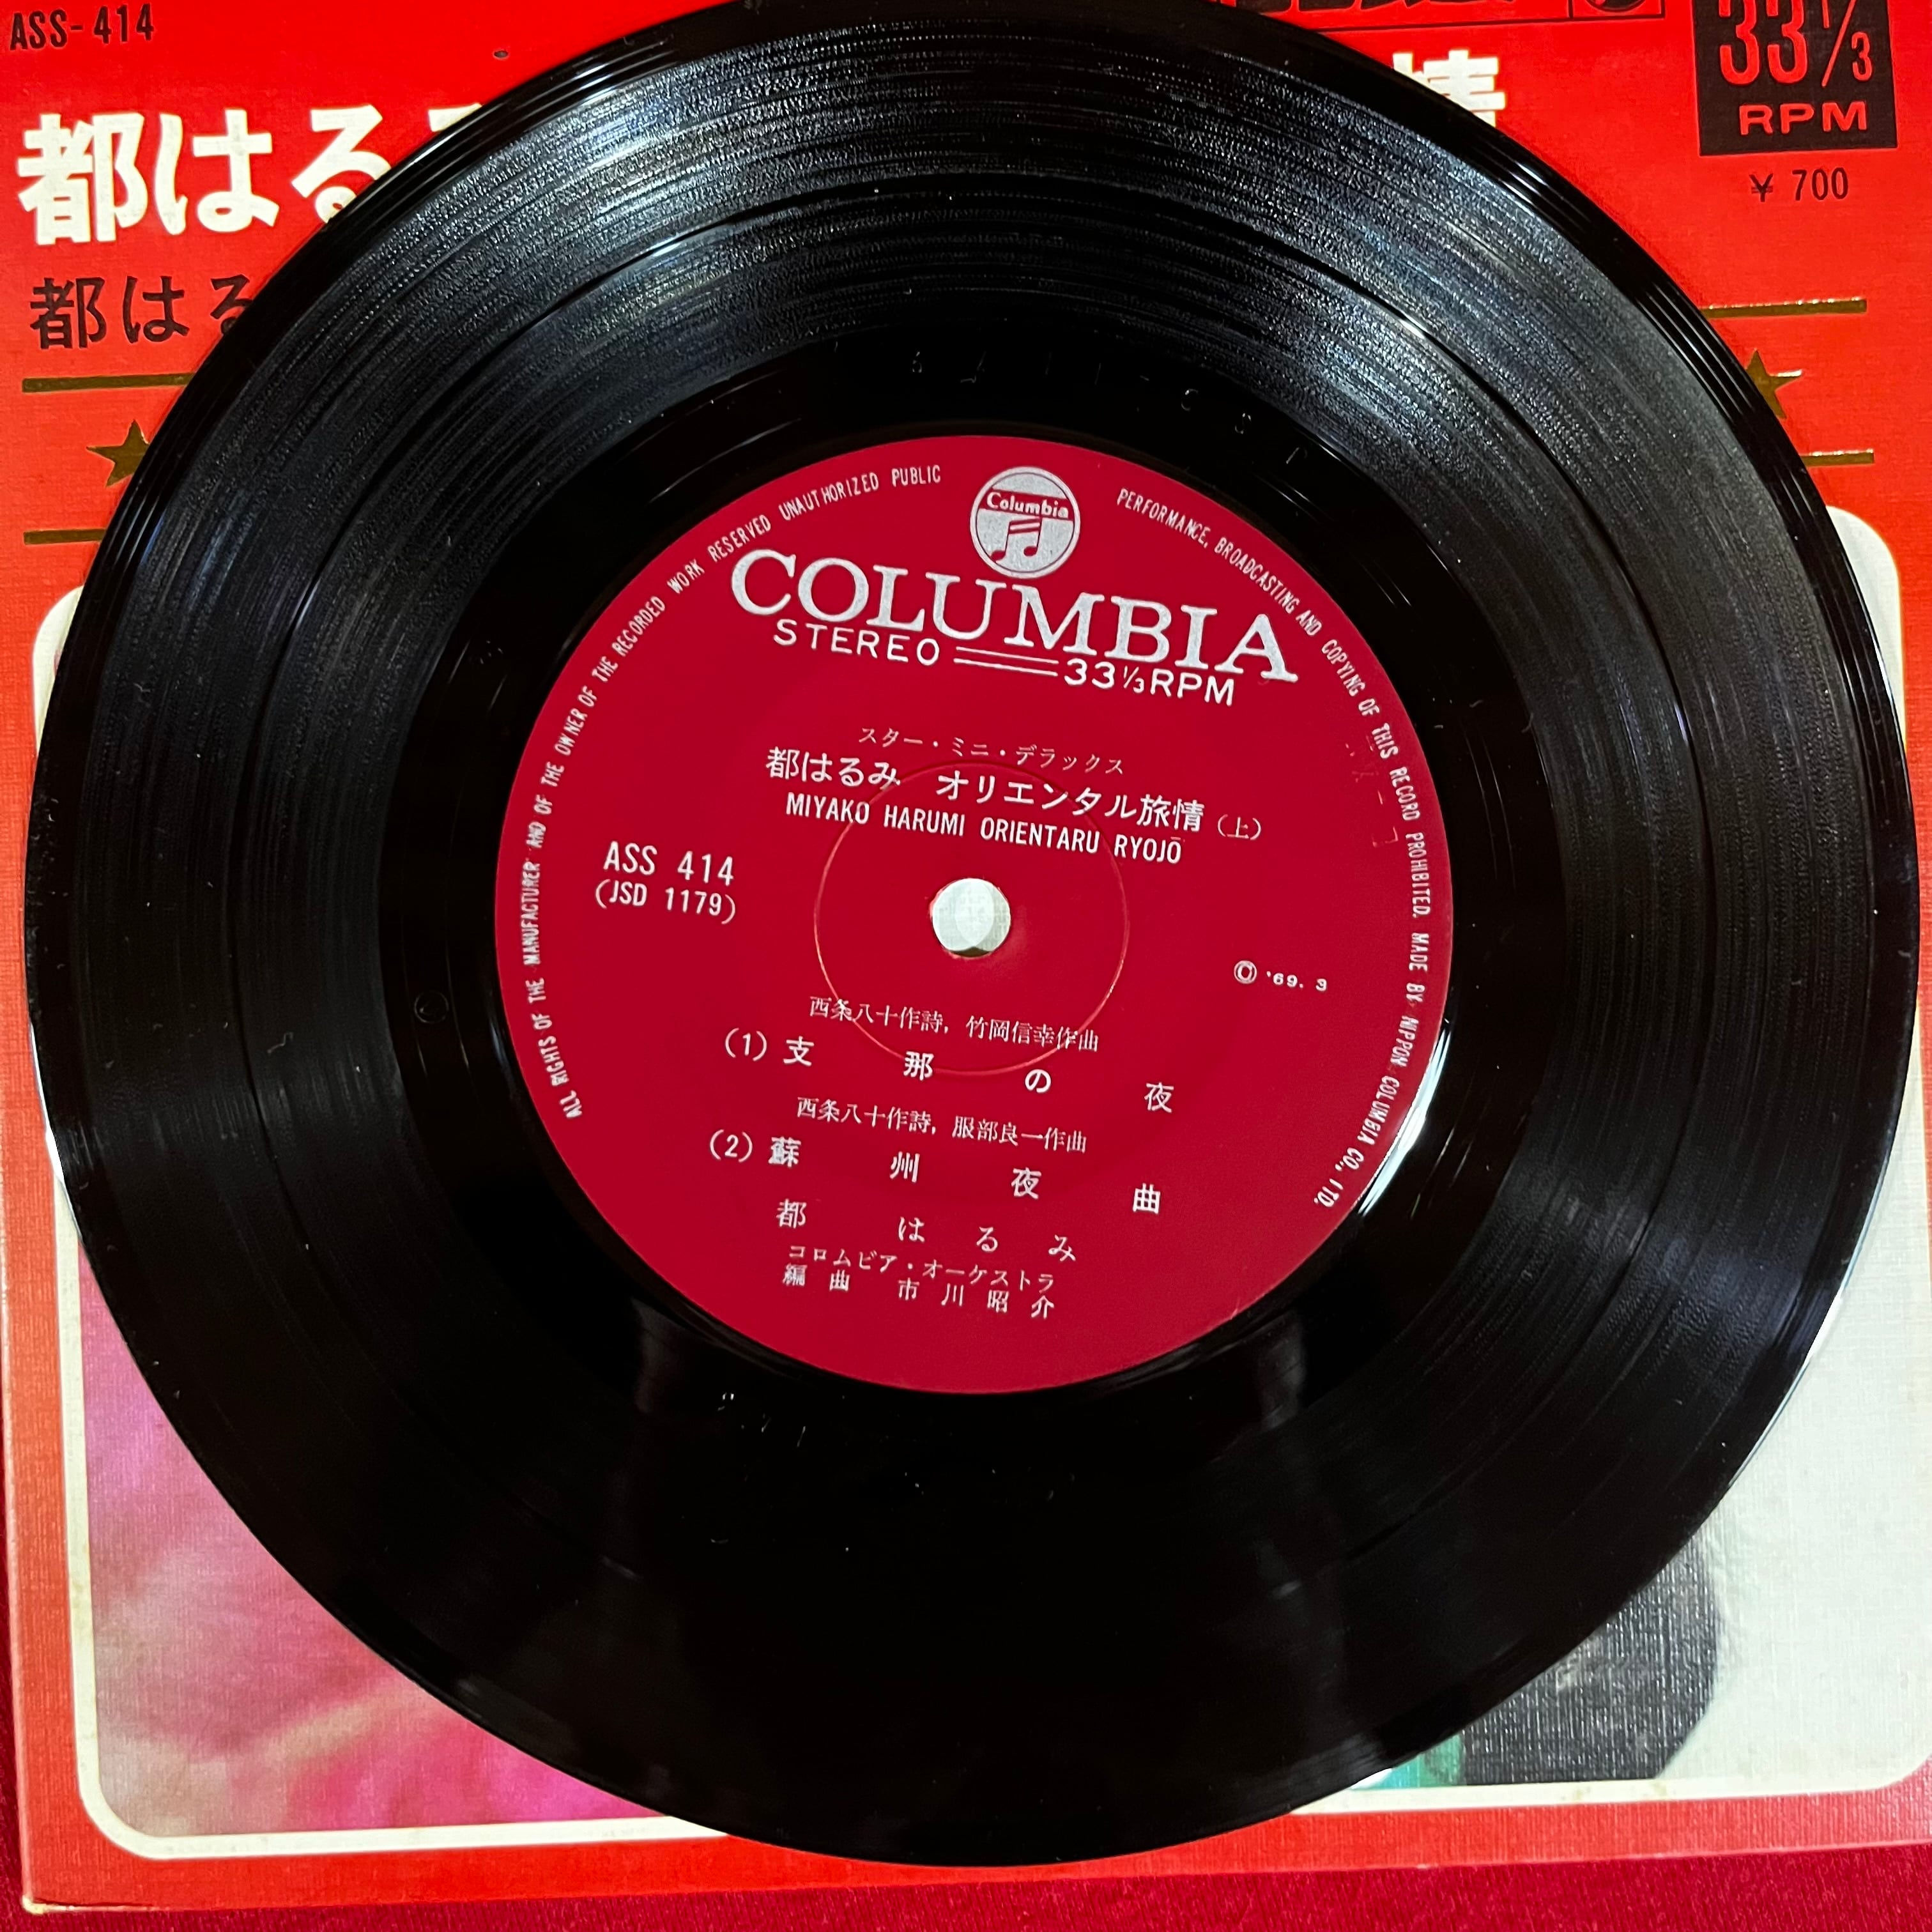 ASS-414
33 1/3
RPM
¥ 700
都はる
情
都はる
ALL RIGHTS OF THE MANUFACTURER AND OF THE OWNER OF THE RECORDED WORK RESERVED UNAUTHORIZED PUBLIC PERFORMANCE, BROADCASTING AND COPYING OF THIS RECORD PROHIBITED. MADE BY NIPPON COLUMBIA CO., LTD.
Columbia
COLUMBIA
STEREO 33⅓RPM
スター・ミニ・デラックス
都はるみ オリエンタル旅情(上)
MIYAKO HARUMI ORIENTARU RYOJŌ
ASS 414
(JSD 1179)
© '69. 3
西条八十作詩, 竹岡信幸作曲
(1) 支那の夜
西条八十作詩, 服部良一作曲
(2) 蘇州夜曲
都はるみ
コロムビア・オーケストラ
編曲 市川昭介